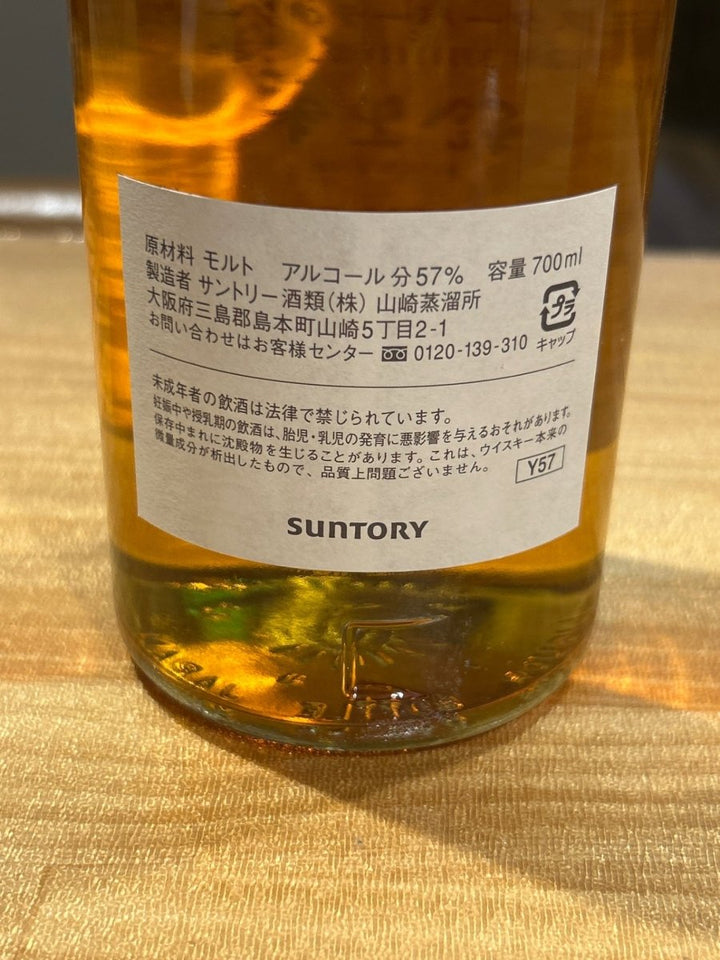 原材料 モルト アルコール分57% 容量700ml
製造者 サントリー酒類(株) 山崎蒸溜所
大阪府三島郡島本町山崎5丁目2-1
お問い合わせはお客様センター 0120-139-310
プラ
キャップ
未成年者の飲酒は法律で禁じられています。
妊娠中や授乳期の飲酒は、胎児・乳児の発育に悪影響を与えるおそれがあります。
保存中まれに沈殿物を生じることがあります。これは、ウイスキー本来の
微量成分が析出したもので、品質上問題ございません。
Y57
SUNTORY